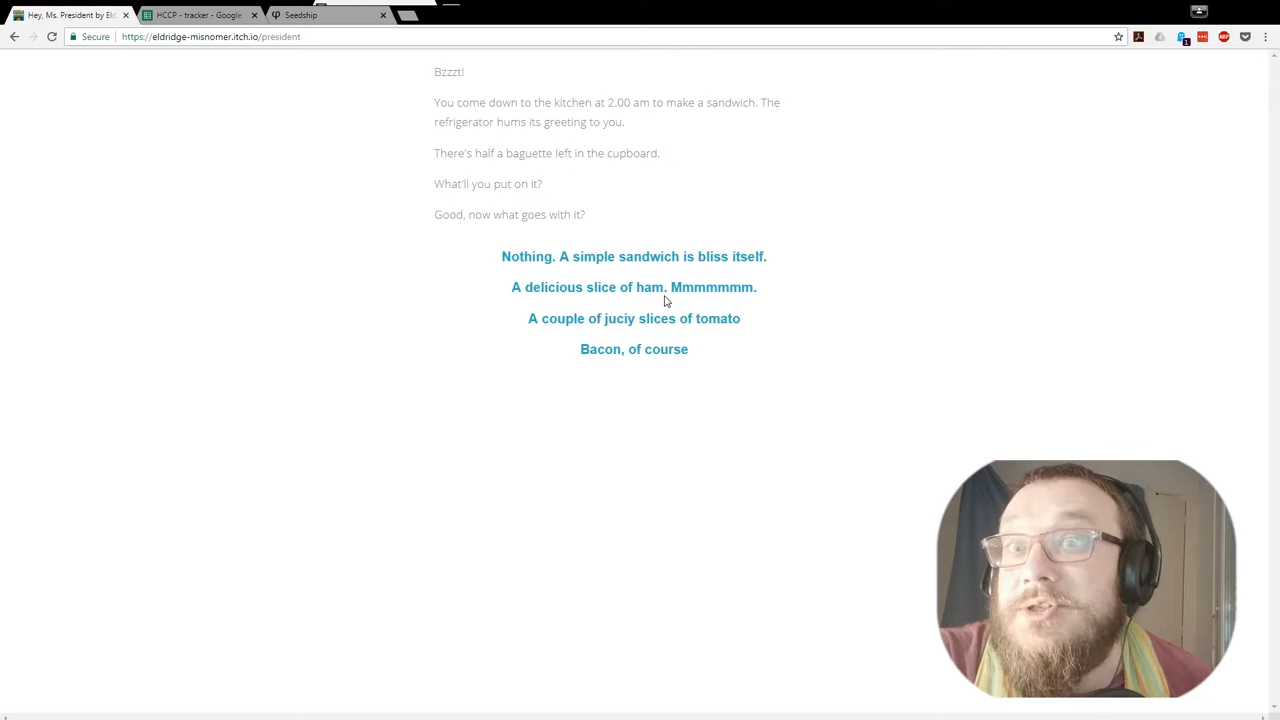 Hey, Ms. President by Eld
HCCP - tracker - Google
Seedship
Secure
https://eldridge-misnomer.itch.io/president
ABP
1
Bzzzt!
You come down to the kitchen at 2.00 am to make a sandwich. The
refrigerator hums its greeting to you.
There's half a baguette left in the cupboard.
What'll you put on it?
Good, now what goes with it?
Nothing. A simple sandwich is bliss itself.
A delicious slice of ham. Mmmmmmm.
A couple of juciy slices of tomato
Bacon, of course